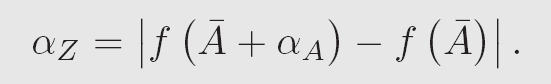 α_Z = |f (Ā + α_A) − f (Ā)| .